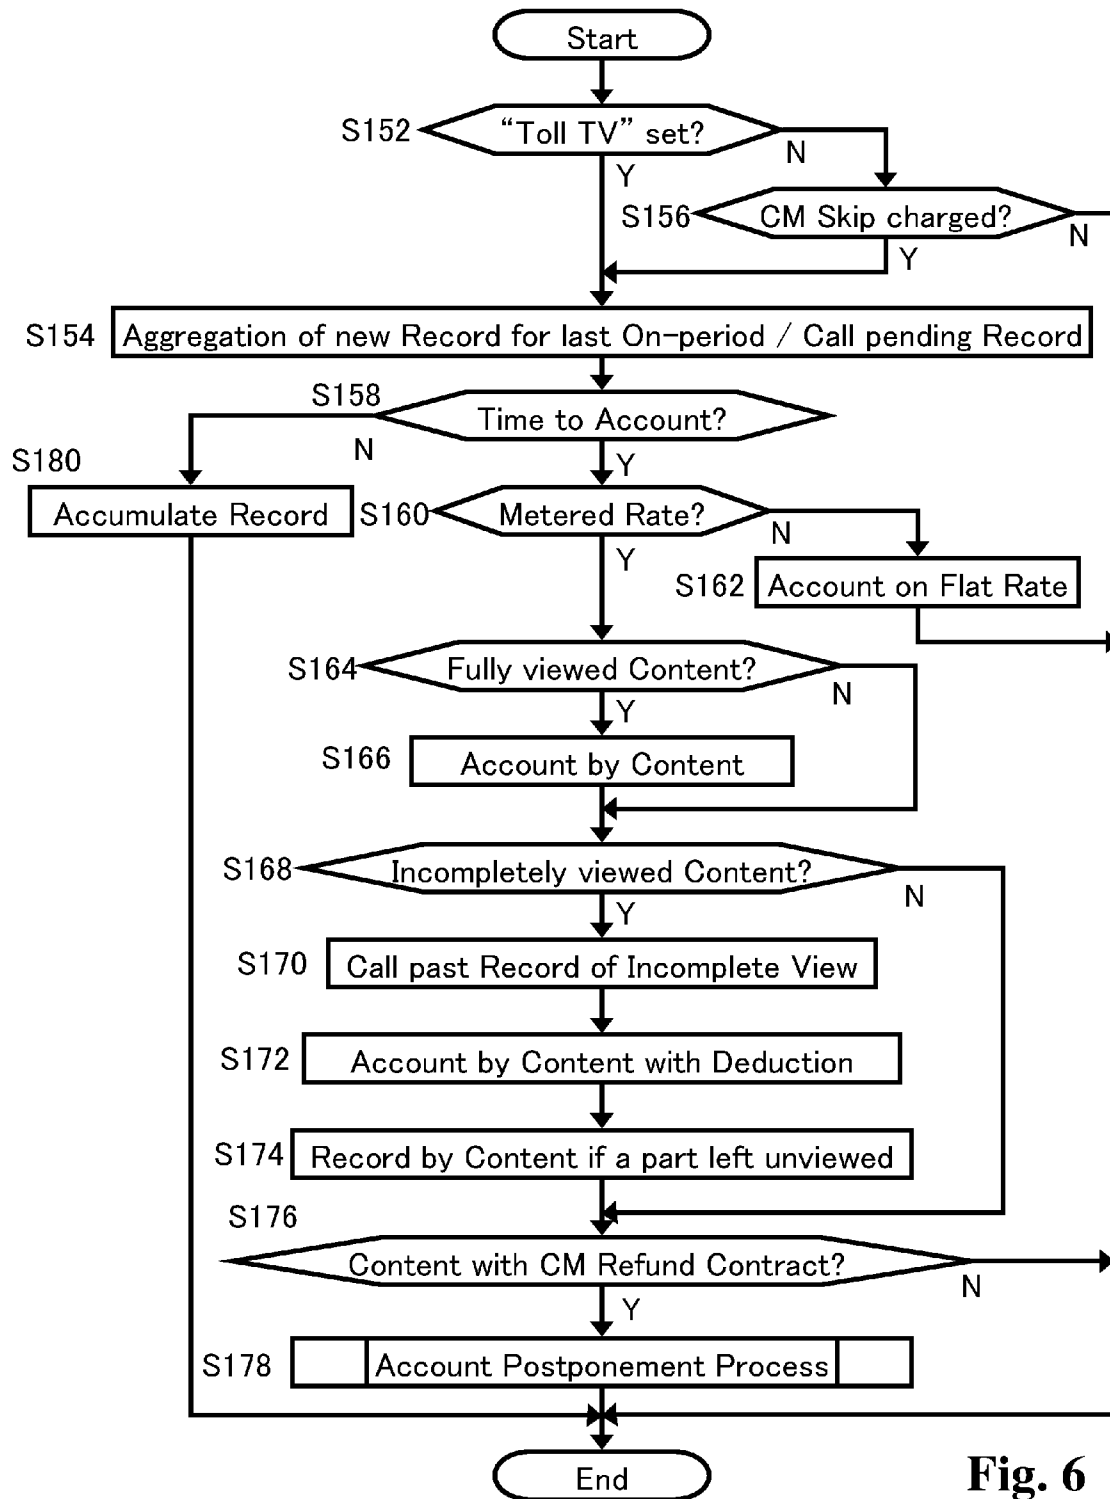 Start
S152
“Toll TV” set?
N
Y
S156
CM Skip charged?
N
Y
S154
Aggregation of new Record for last On-period / Call pending Record
S158
Time to Account?
N
Y
S180
Accumulate Record
S160
Metered Rate?
N
Y
S162
Account on Flat Rate
S164
Fully viewed Content?
N
Y
S166
Account by Content
S168
Incompletely viewed Content?
N
Y
S170
Call past Record of Incomplete View
S172
Account by Content with Deduction
S174
Record by Content if a part left unviewed
S176
Content with CM Refund Contract?
N
Y
S178
Account Postponement Process
End
Fig. 6